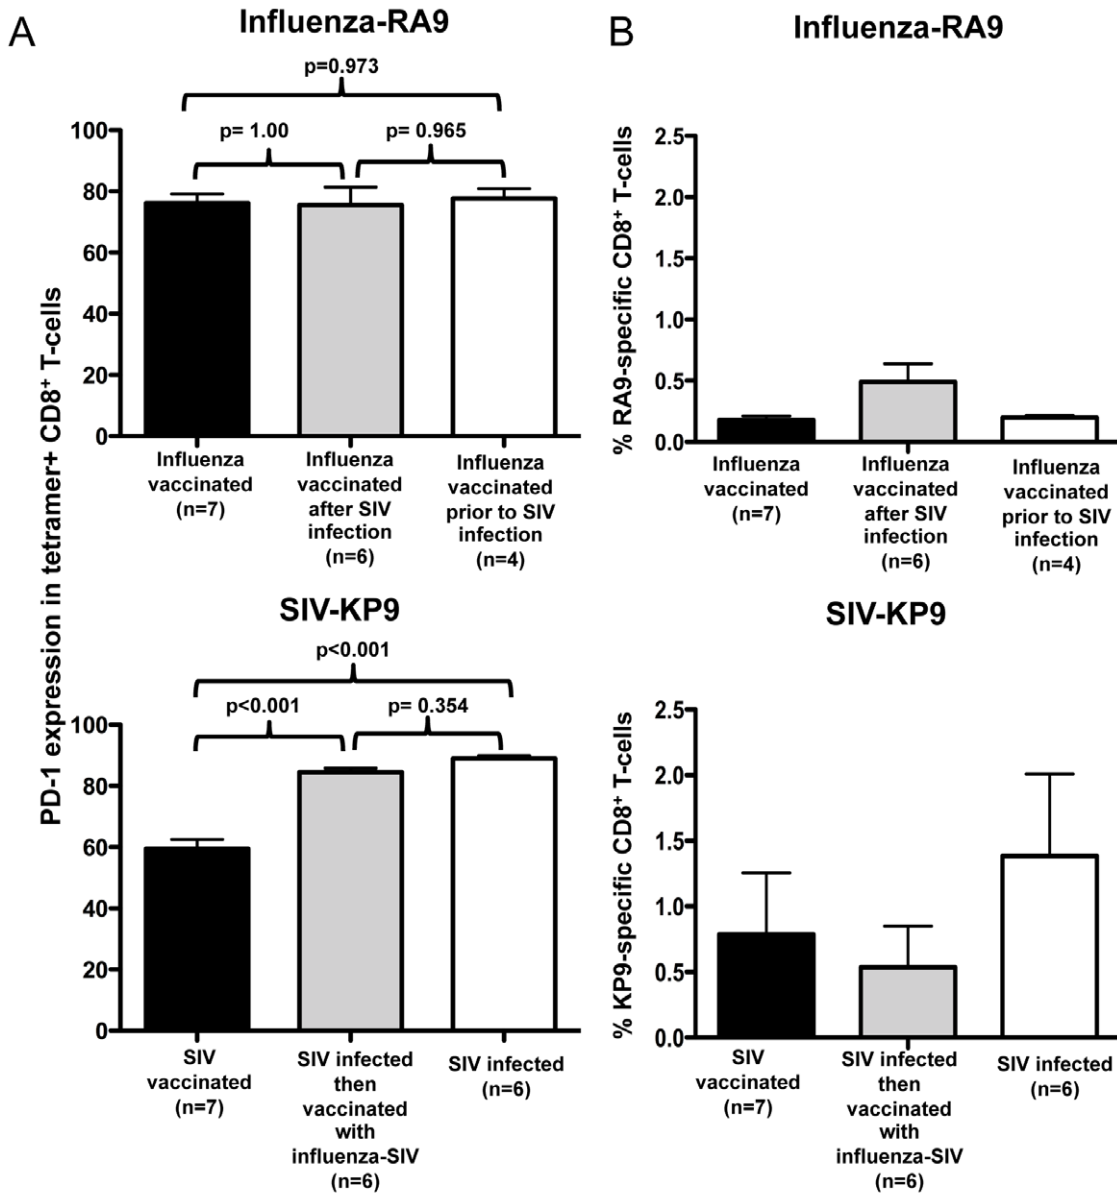 A
Influenza-RA9
p=0.973
p= 1.00
p= 0.965
PD-1 expression in tetramer+ CD8⁺ T-cells
100
80
60
40
20
0
Influenza
vaccinated
(n=7)
Influenza
vaccinated
after SIV
infection
(n=6)
Influenza
vaccinated
prior to SIV
infection
(n=4)
SIV-KP9
p<0.001
p<0.001
p= 0.354
100
80
60
40
20
0
SIV
vaccinated
(n=7)
SIV infected
then
vaccinated
with
influenza-SIV
(n=6)
SIV infected
(n=6)
B
Influenza-RA9
% RA9-specific CD8⁺ T-cells
2.5
2.0
1.5
1.0
0.5
0.0
Influenza
vaccinated
(n=7)
Influenza
vaccinated
after SIV
infection
(n=6)
Influenza
vaccinated
prior to SIV
infection
(n=4)
SIV-KP9
% KP9-specific CD8⁺ T-cells
2.5
2.0
1.5
1.0
0.5
0.0
SIV
vaccinated
(n=7)
SIV infected
then
vaccinated
with
influenza-SIV
(n=6)
SIV infected
(n=6)